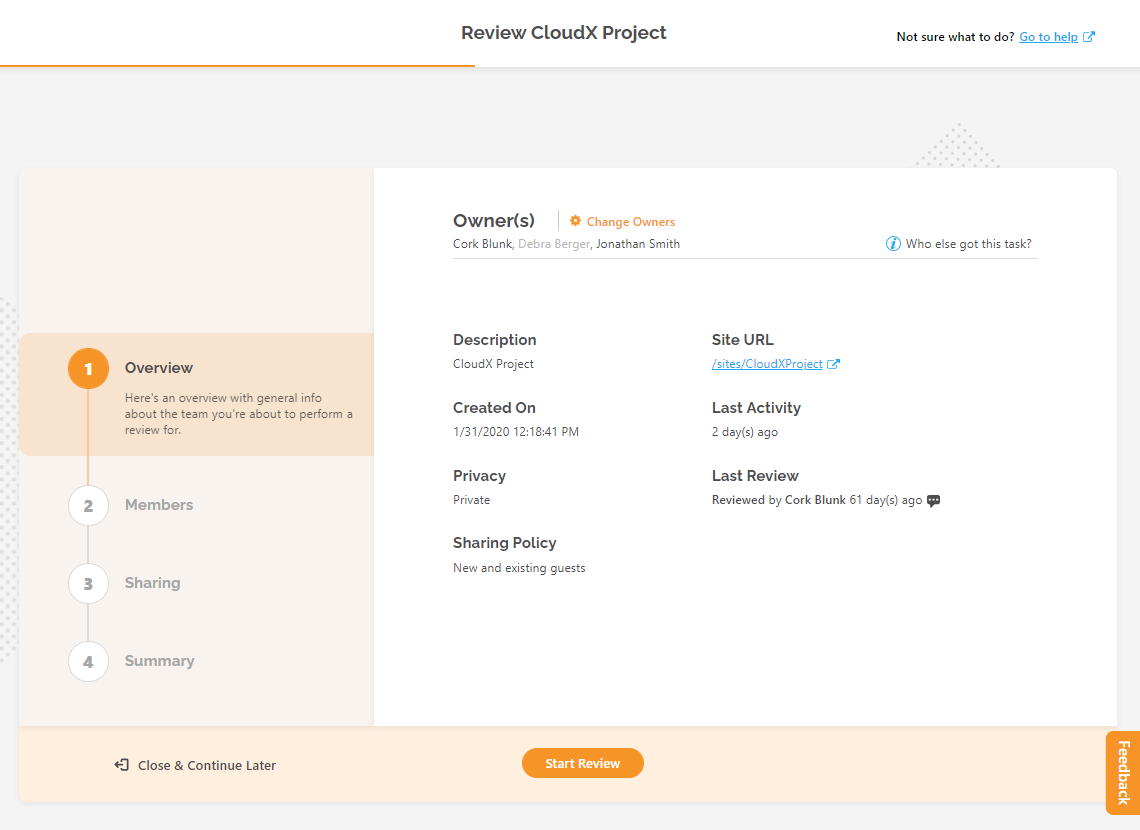 Review CloudX Project
Not sure what to do? Go to help
Owner(s)
Change Owners
Cork Blunk, Debra Berger, Jonathan Smith
Who else got this task?
1
Overview
Here's an overview with general info
about the team you're about to perform a
review for.
2
Members
3
Sharing
4
Summary
Description
CloudX Project
Site URL
/sites/CloudXProject
Created On
1/31/2020 12:18:41 PM
Last Activity
2 day(s) ago
Privacy
Private
Last Review
Reviewed by Cork Blunk 61 day(s) ago
Sharing Policy
New and existing guests
Close & Continue Later
Start Review
Feedback